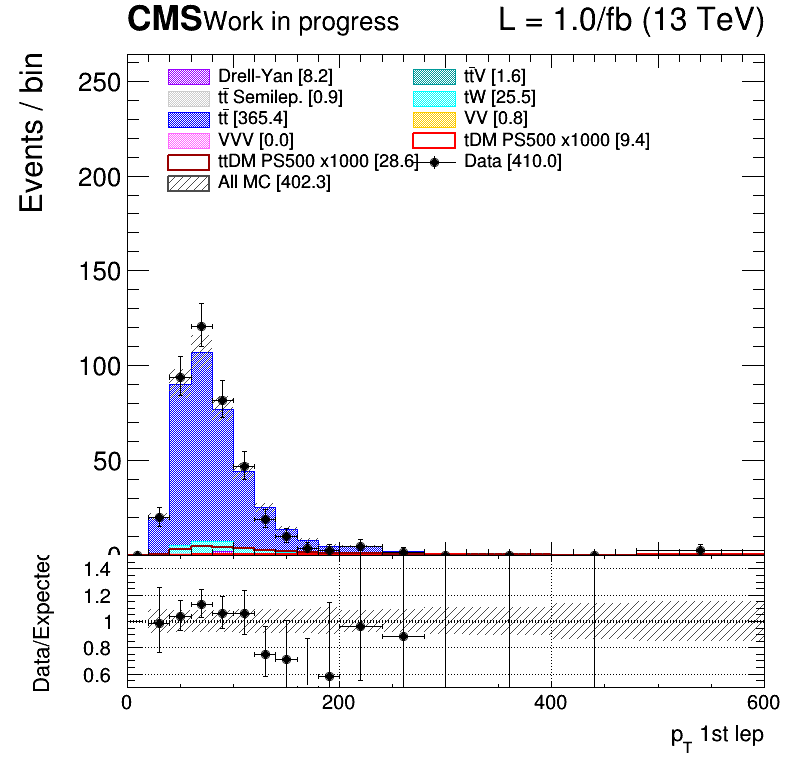 CMS Work in progress L = 1.0/fb (13 TeV)
Events / bin
250
200
150
100
50
0
Drell-Yan [8.2] tt̄V [1.6]
tt̄ Semilep. [0.9] tW [25.5]
tt̄ [365.4] VV [0.8]
VVV [0.0] tDM PS500 x1000 [9.4]
ttDM PS500 x1000 [28.6] Data [410.0]
All MC [402.3]
Data/Expected
1.4
1.2
1
0.8
0.6
0 200 400 600
p_T 1st lep